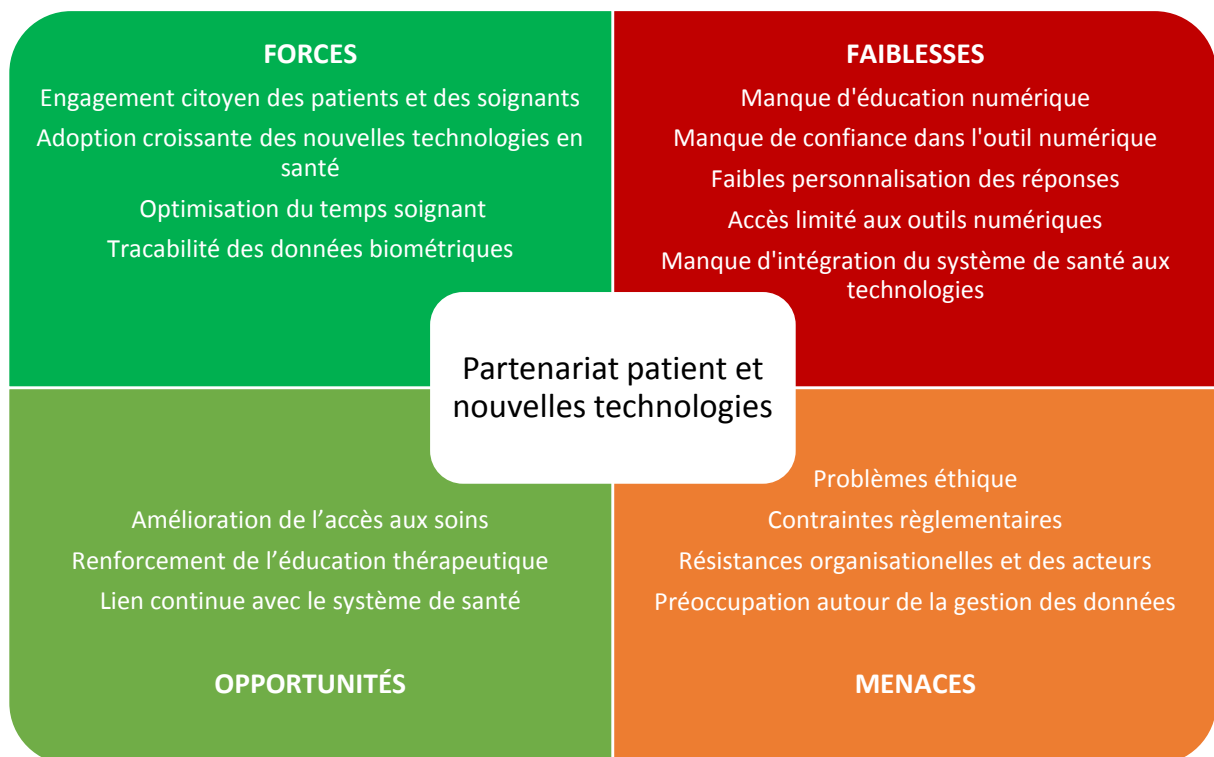 FORCES
Engagement citoyen des patients et des soignants
Adoption croissante des nouvelles technologies en
santé
Optimisation du temps soignant
Tracabilité des données biométriques
FAIBLESSES
Manque d'éducation numérique
Manque de confiance dans l'outil numérique
Faibles personnalisation des réponses
Accès limité aux outils numériques
Manque d'intégration du système de santé aux
technologies
Partenariat patient et
nouvelles technologies
Amélioration de l’accès aux soins
Renforcement de l’éducation thérapeutique
Lien continue avec le système de santé
OPPORTUNITÉS
Problèmes éthique
Contraintes règlementaires
Résistances organisationelles et des acteurs
Préoccupation autour de la gestion des données
MENACES